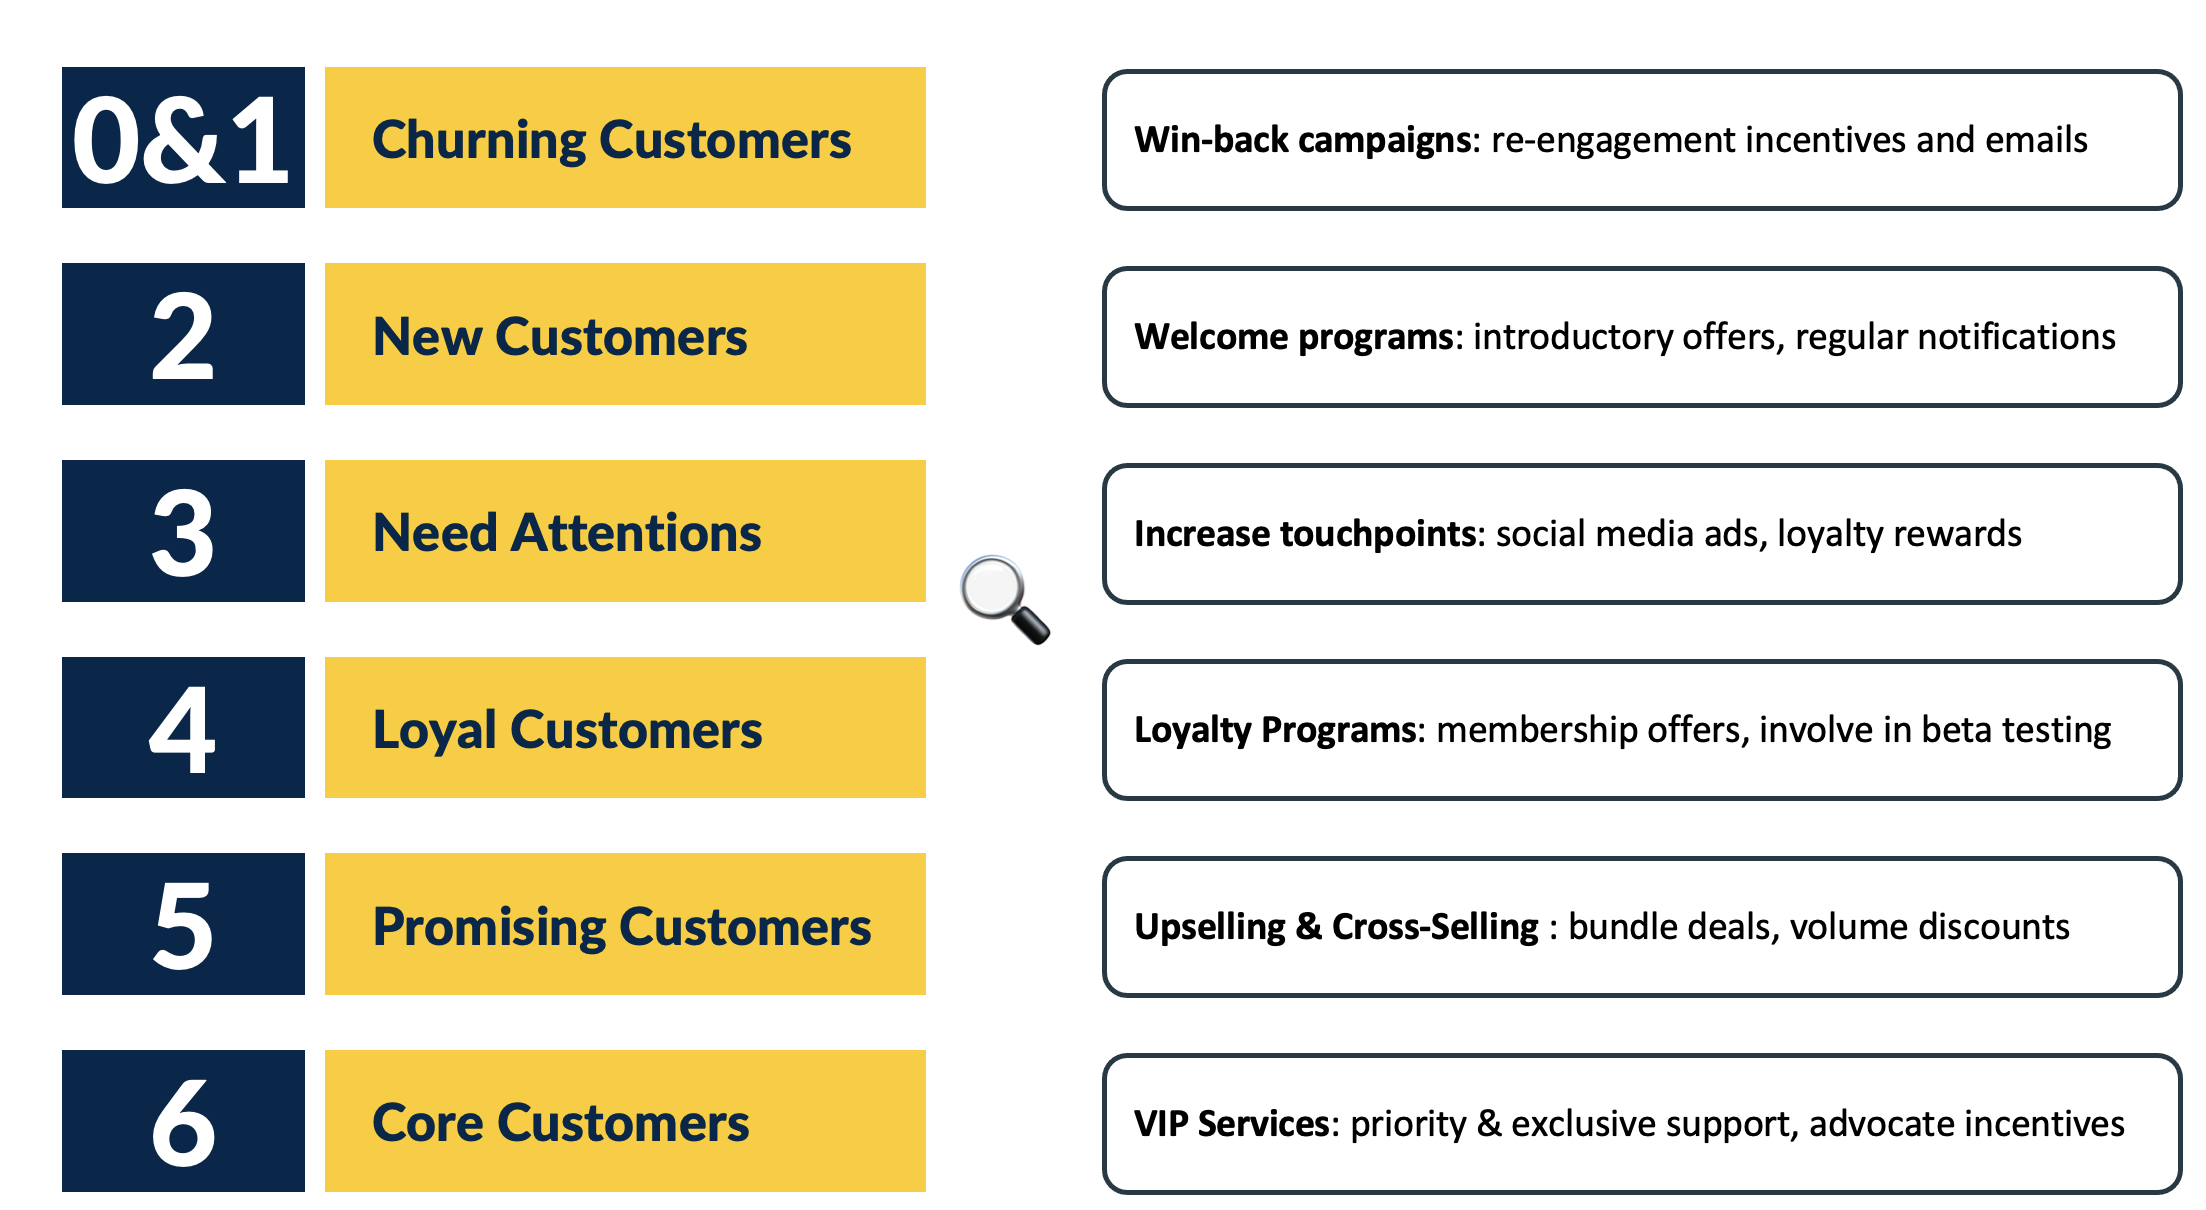 0&1
Churning Customers
Win-back campaigns: re-engagement incentives and emails
2
New Customers
Welcome programs: introductory offers, regular notifications
3
Need Attentions
Increase touchpoints: social media ads, loyalty rewards
4
Loyal Customers
Loyalty Programs: membership offers, involve in beta testing
5
Promising Customers
Upselling & Cross-Selling : bundle deals, volume discounts
6
Core Customers
VIP Services: priority & exclusive support, advocate incentives